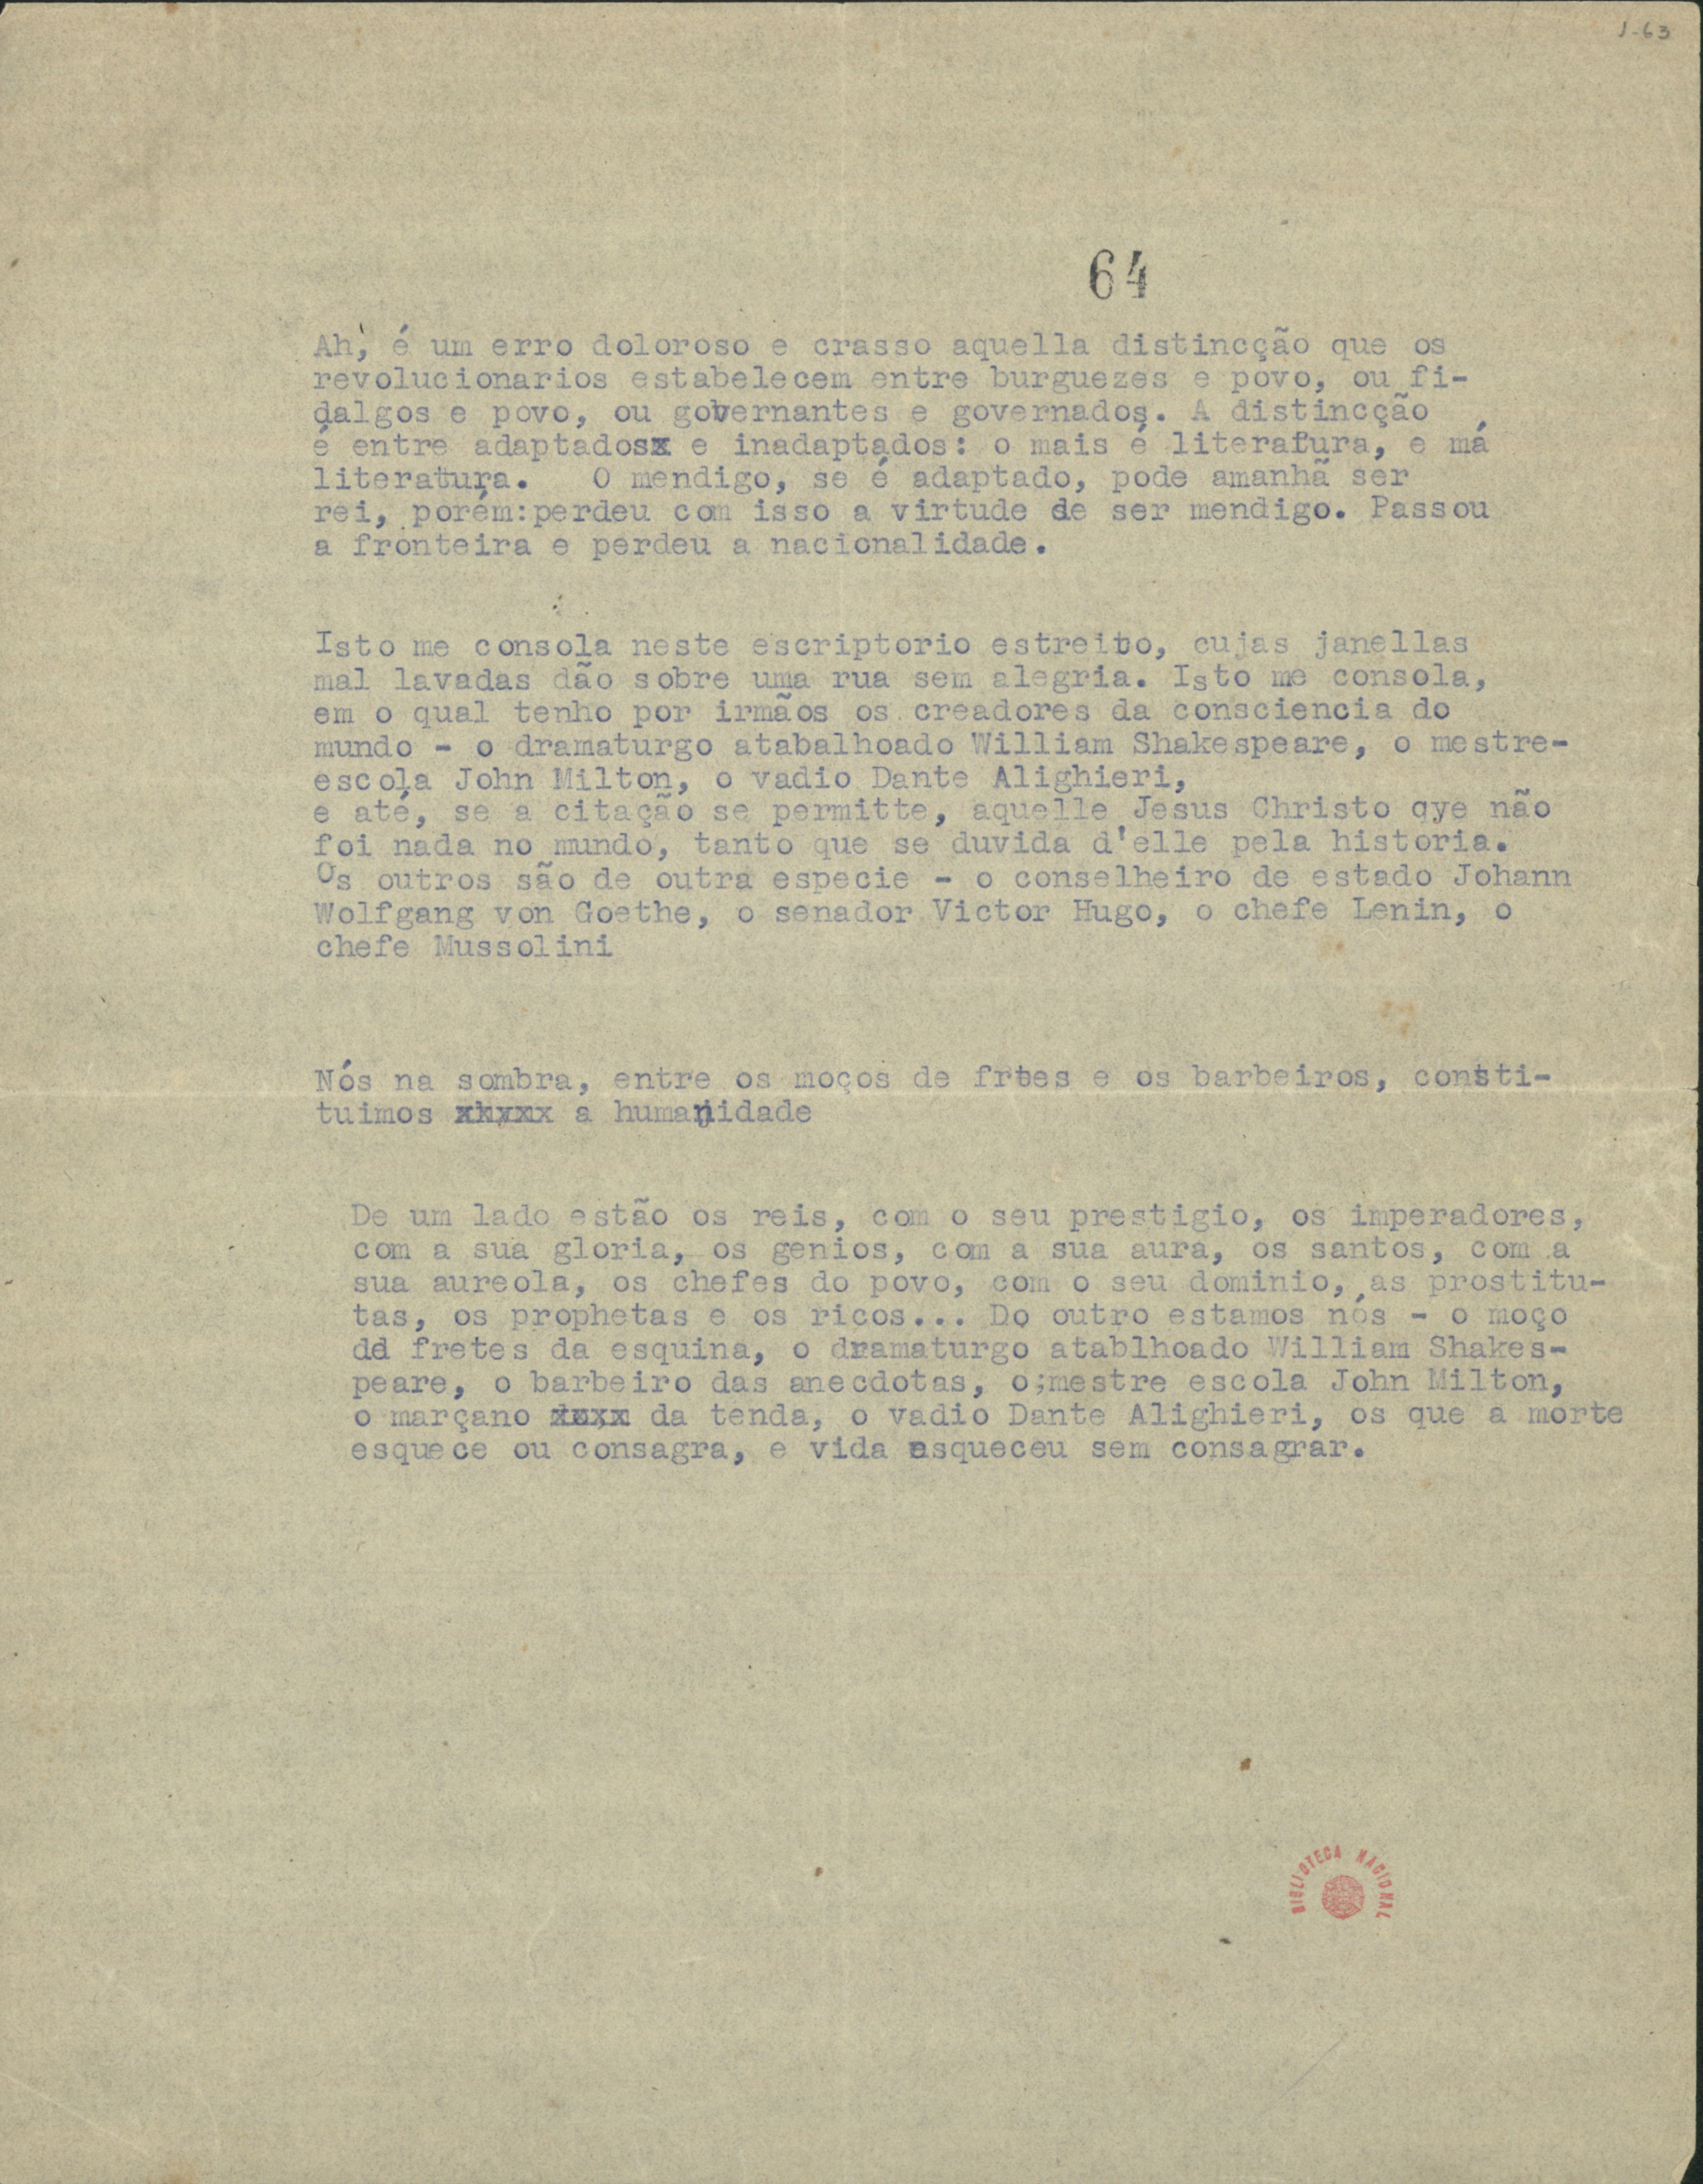 1-63
64
Ah, é um erro doloroso e crasso aquella distincção que os
revolucionarios estabelecem entre burguezes e povo, ou fi-
dalgos e povo, ou governantes e governados. A distincção
é entre adaptadosx e inadaptados: o mais é literatura, e má
literatura. O mendigo, se é adaptado, pode amanhã ser
rei, porém:perdeu com isso a virtude de ser mendigo. Passou
a fronteira e perdeu a nacionalidade.
Isto me consola neste escriptorio estreito, cujas janellas
mal lavadas dão sobre uma rua sem alegria. Isto me consola,
em o qual tenho por irmãos os creadores da consciencia do
mundo - o dramaturgo atabalhoado William Shakespeare, o mestre-
escola John Milton, o vadio Dante Alighieri,
e até, se a citação se permitte, aquelle Jesus Christo qye não
foi nada no mundo, tanto que se duvida d'elle pela historia.
Os outros são de outra especie - o conselheiro de estado Johann
Wolfgang von Goethe, o senador Victor Hugo, o chefe Lenin, o
chefe Mussolini
Nós na sombra, entre os moços de frtes e os barbeiros, consti-
tuimos a humanidade
De um lado estão os reis, com o seu prestigio, os imperadores,
com a sua gloria, os genios, com a sua aura, os santos, com a
sua aureola, os chefes do povo, com o seu dominio, as prostitu-
tas, os prophetas e os ricos... Do outro estamos nós - o moço
dd fretes da esquina, o dramaturgo atablhoado William Shakes-
peare, o barbeiro das anecdotas, o;mestre escola John Milton,
o marçano da tenda, o vadio Dante Alighieri, os que a morte
esquece ou consagra, e vida esqueceu sem consagrar.
BIBLIOTECA NACIONAL